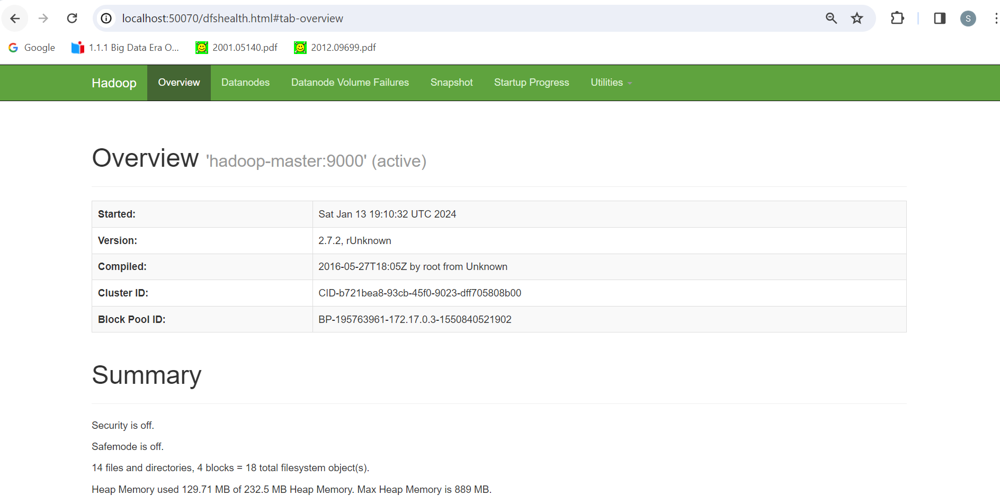 localhost:50070/dfshealth.html#tab-overview
S
Google 1.1.1 Big Data Era O... 2001.05140.pdf 2012.09699.pdf
Hadoop Overview Datanodes Datanode Volume Failures Snapshot Startup Progress Utilities
Overview 'hadoop-master:9000' (active)
Started: Sat Jan 13 19:10:32 UTC 2024
Version: 2.7.2, rUnknown
Compiled: 2016-05-27T18:05Z by root from Unknown
Cluster ID: CID-b721bea8-93cb-45f0-9023-dff705808b00
Block Pool ID: BP-195763961-172.17.0.3-1550840521902
Summary
Security is off.
Safemode is off.
14 files and directories, 4 blocks = 18 total filesystem object(s).
Heap Memory used 129.71 MB of 232.5 MB Heap Memory. Max Heap Memory is 889 MB.